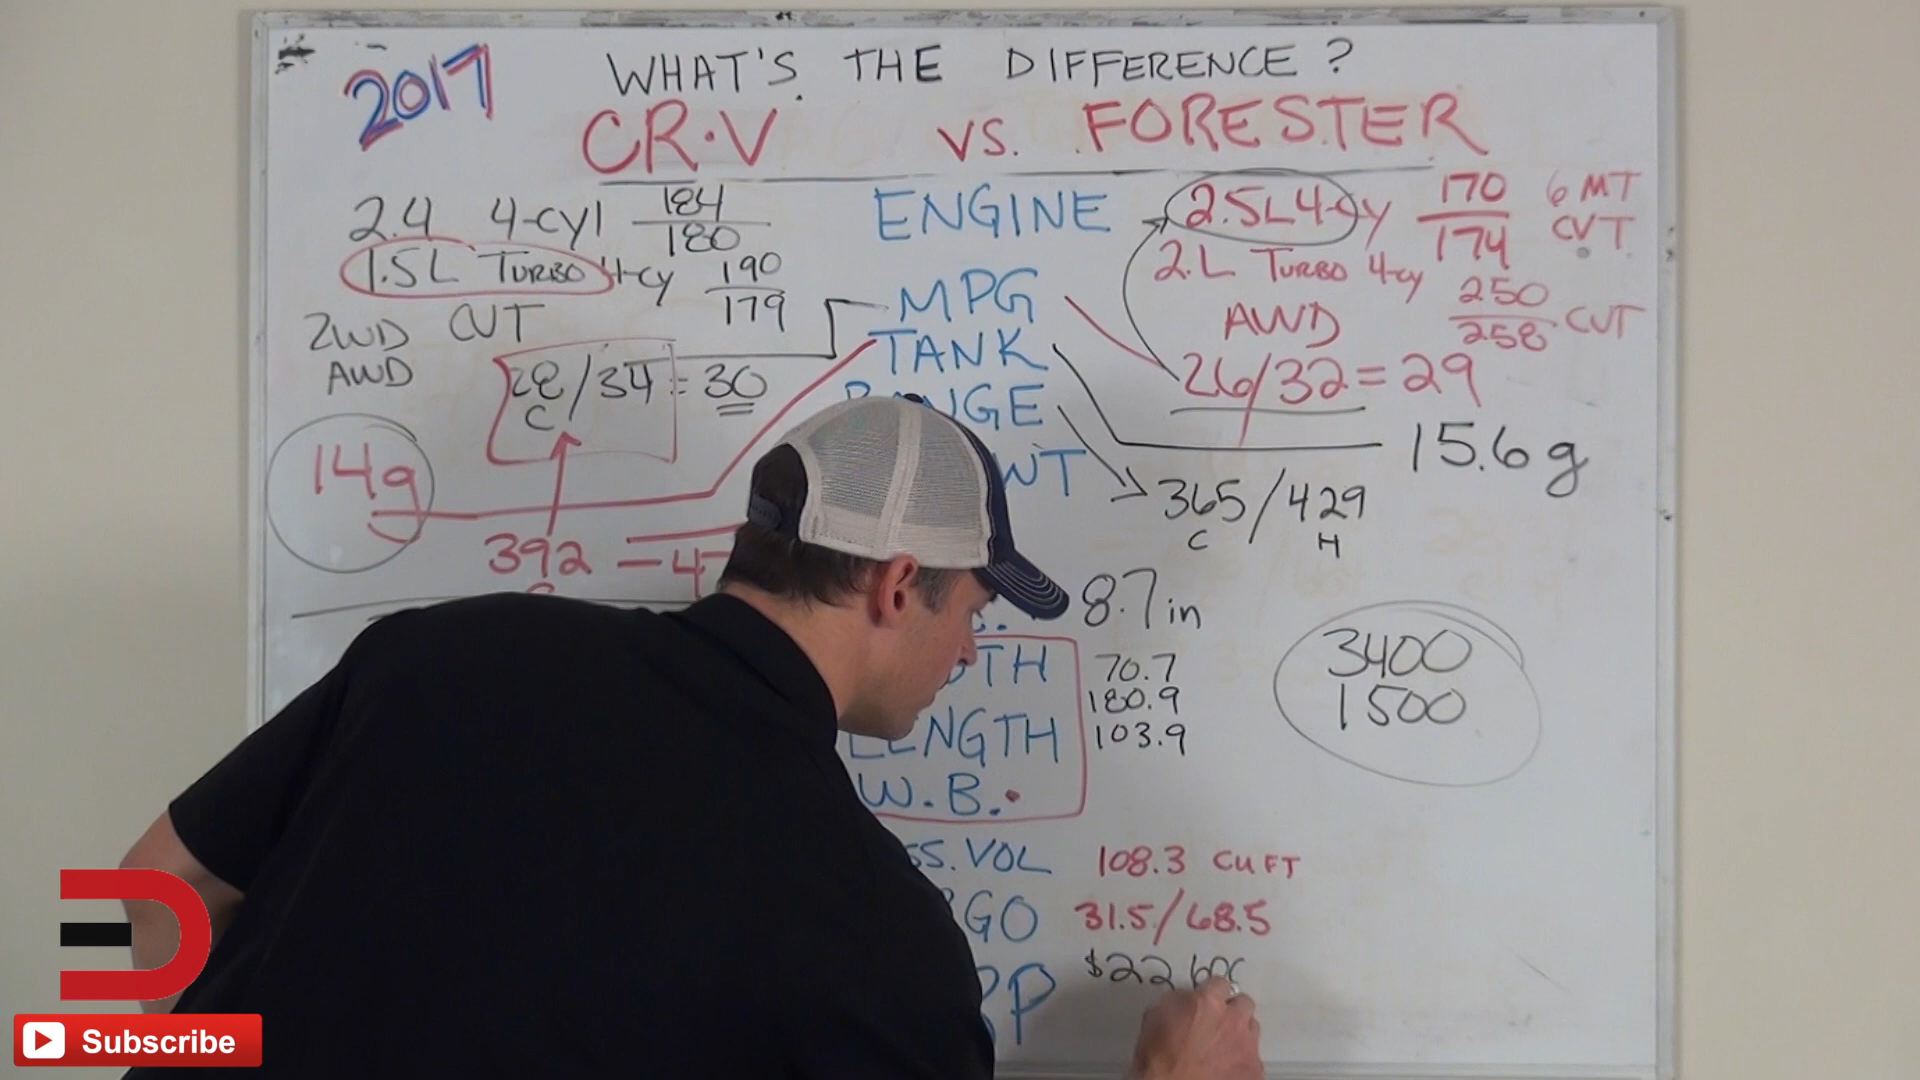 2017 WHAT'S THE DIFFERENCE?
CR·V VS. FORESTER
2.4 4-cyl 184/180 ENGINE 2.5L 4-cy 170/174 6 MT CVT
1.5L TURBO 4-cy 190/179 2.L TURBO 4-cy 250/258 CVT
2WD CVT MPG AWD
AWD 28/34 = 30 TANK 26/32 = 29
C
14g 15.6 g
WT 365/429
C H
392 - 4
8.7 in
TH 70.7 3400
180.9 1500
LENGTH 103.9
W.B.
SS. VOL 108.3 CU FT
GO 31.5/68.5
P $22
Subscribe